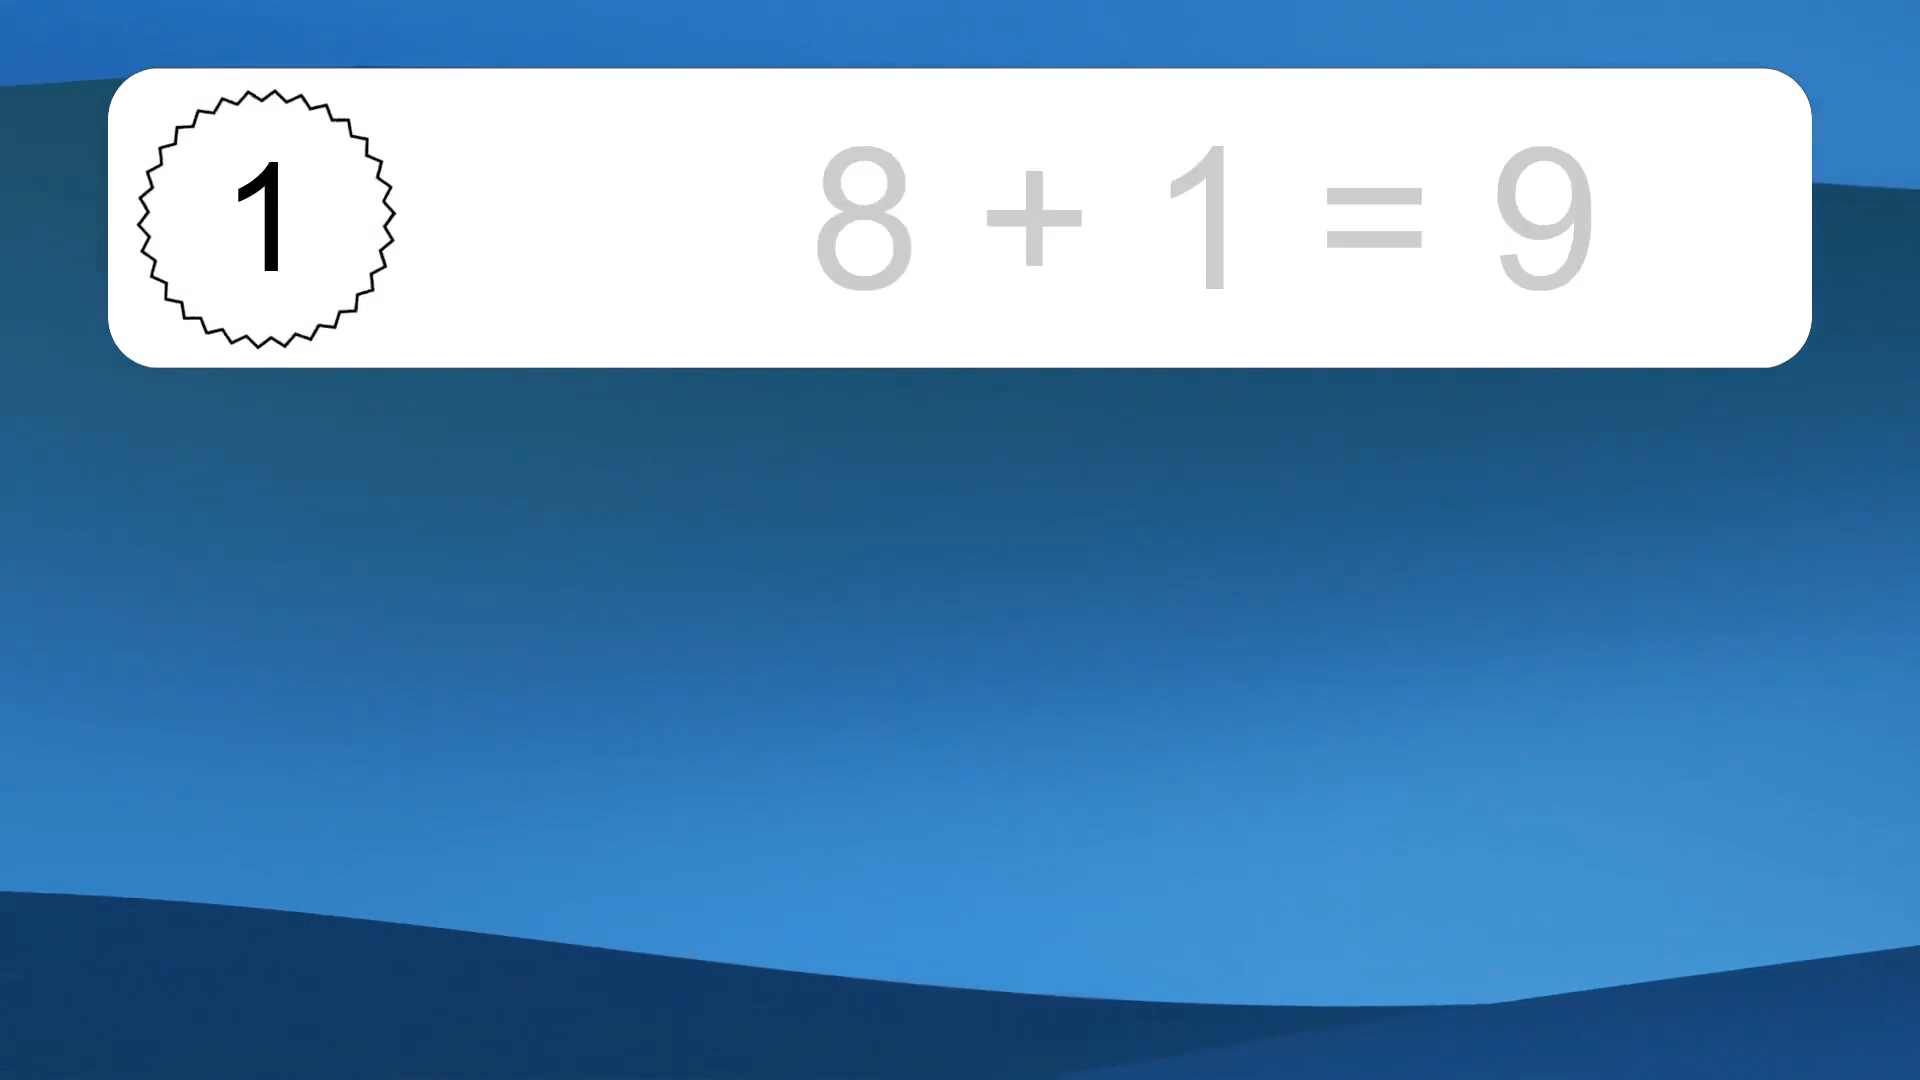 1 8 + 1 = 9